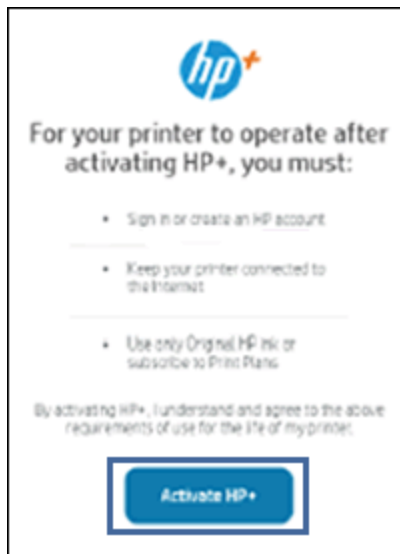 hp+
For your printer to operate after
activating HP+, you must:
• Sign in or create an HP account
• Keep your printer connected to
the Internet
• Use only Original HP ink or
subscribe to Print Plans
By activating HP+, I understand and agree to the above
requirements of use for the life of my printer.
Activate HP+